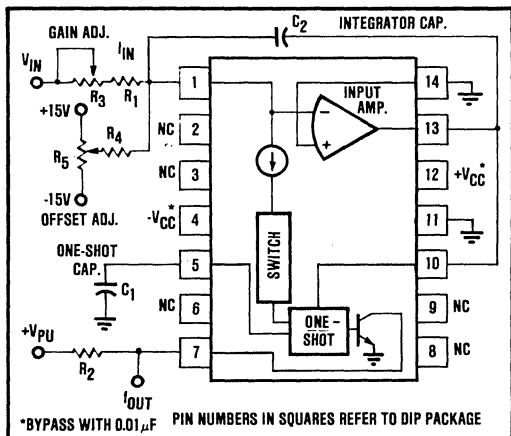 C2
INTEGRATOR CAP.
GAIN ADJ.
VIN
IIN
R3
R1
1
14
INPUT
AMP.
−
+
+15V
R4
R5
NC
2
13
NC
3
12
+VCC*
-15V
OFFSET ADJ.
-VCC*
4
11
SWITCH
ONE-SHOT
CAP.
5
10
C1
NC
6
ONE-
SHOT
9
NC
+VPU
R2
7
8
NC
fOUT
*BYPASS WITH 0.01μF
PIN NUMBERS IN SQUARES REFER TO DIP PACKAGE